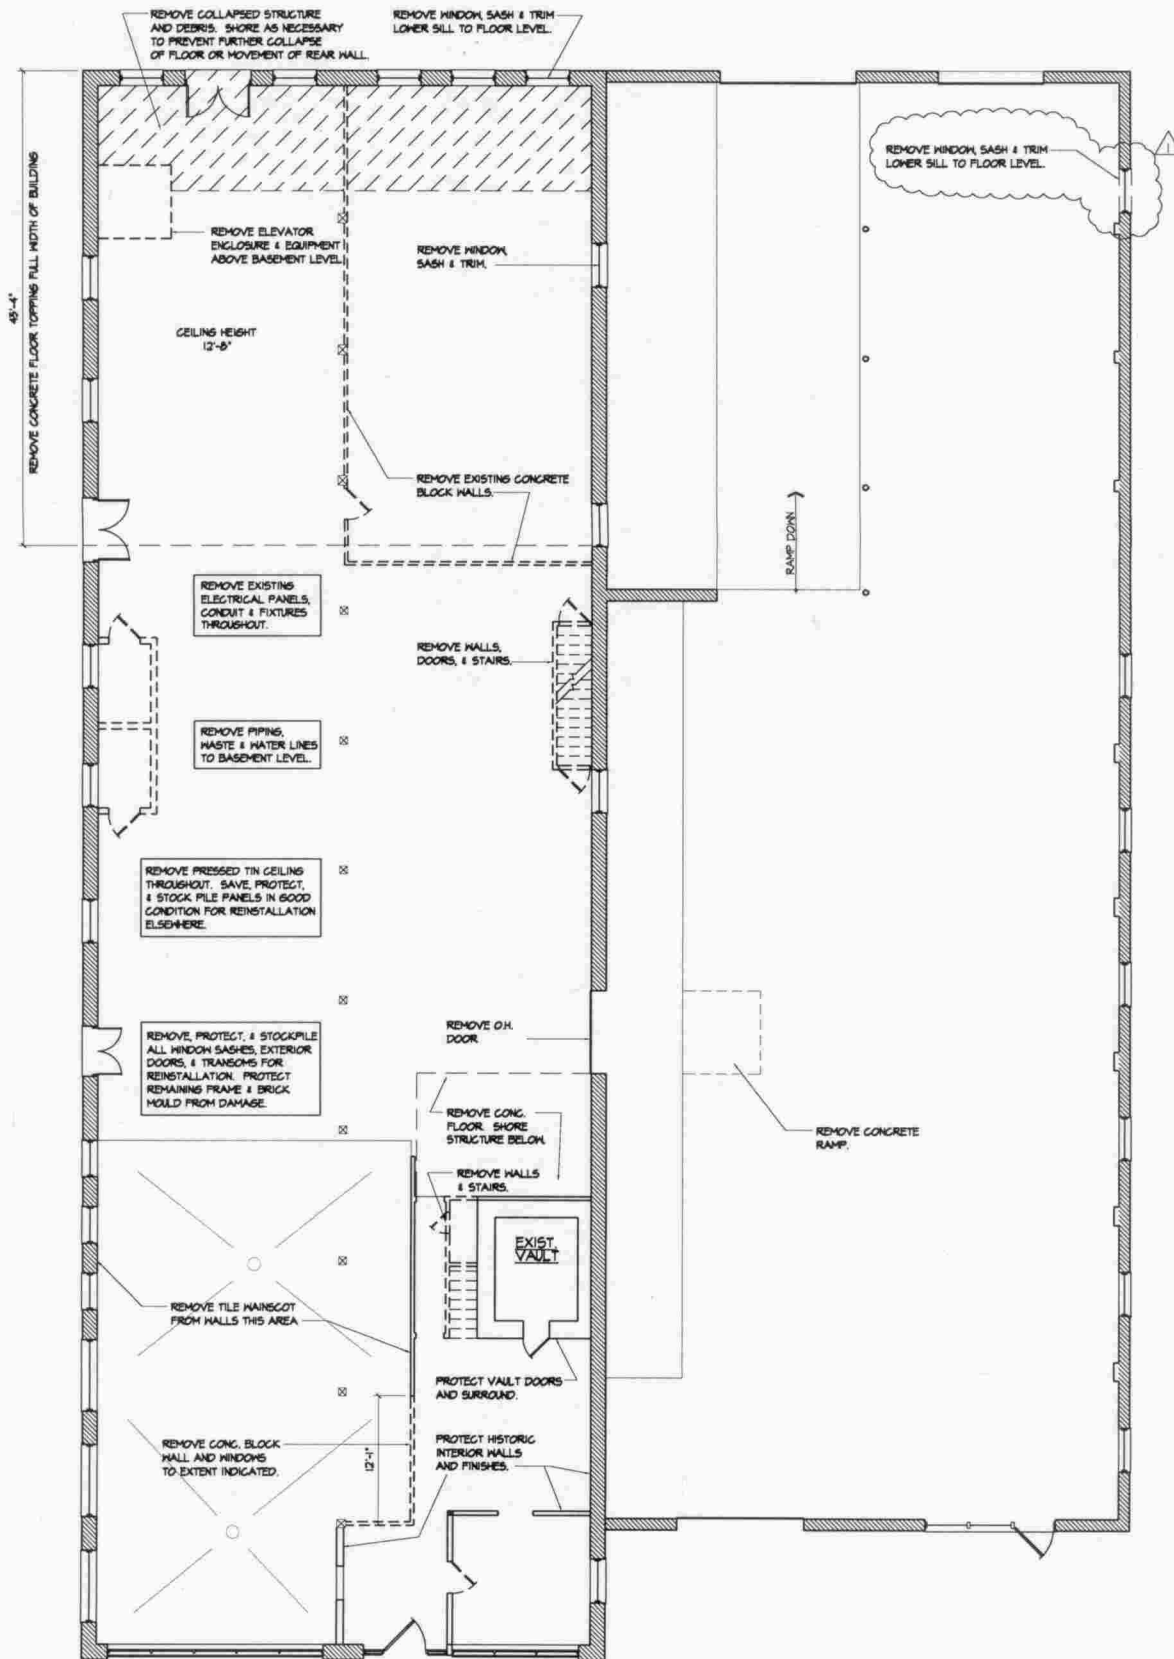 REMOVE COLLAPSED STRUCTURE
AND DEBRIS. SHORE AS NECESSARY
TO PREVENT FURTHER COLLAPSE
OF FLOOR OR MOVEMENT OF REAR WALL.
REMOVE WINDOW, SASH & TRIM
LOWER SILL TO FLOOR LEVEL.
REMOVE WINDOW, SASH & TRIM
LOWER SILL TO FLOOR LEVEL.
1
45'-4"
REMOVE CONCRETE FLOOR TOPPING FULL WIDTH OF BUILDING
REMOVE ELEVATOR
ENCLOSURE & EQUIPMENT
ABOVE BASEMENT LEVEL
REMOVE WINDOW,
SASH & TRIM.
CEILING HEIGHT
12'-8"
REMOVE EXISTING CONCRETE
BLOCK WALLS.
RAMP DOWN
REMOVE EXISTING
ELECTRICAL PANELS,
CONDUIT & FIXTURES
THROUGHOUT.
REMOVE WALLS,
DOORS, & STAIRS.
REMOVE PIPING,
WASTE & WATER LINES
TO BASEMENT LEVEL.
REMOVE PRESSED TIN CEILING
THROUGHOUT. SAVE, PROTECT,
& STOCK PILE PANELS IN GOOD
CONDITION FOR REINSTALLATION
ELSEWHERE.
REMOVE, PROTECT, & STOCKPILE
ALL WINDOW SASHES, EXTERIOR
DOORS, & TRANSOMS FOR
REINSTALLATION. PROTECT
REMAINING FRAME & BRICK
MOULD FROM DAMAGE.
REMOVE O.H.
DOOR
REMOVE CONC.
FLOOR. SHORE
STRUCTURE BELOW.
REMOVE CONCRETE
RAMP.
REMOVE WALLS
& STAIRS.
EXIST.
VAULT
REMOVE TILE WAINSCOT
FROM WALLS THIS AREA
PROTECT VAULT DOORS
AND SURROUND.
REMOVE CONC. BLOCK
WALL AND WINDOWS
TO EXTENT INDICATED.
12'-1"
PROTECT HISTORIC
INTERIOR WALLS
AND FINISHES.